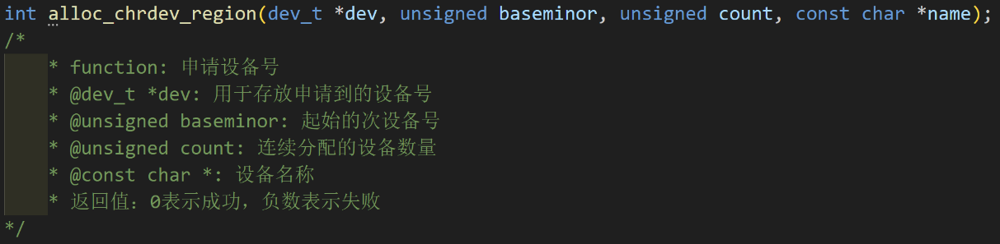 int alloc_chrdev_region(dev_t *dev, unsigned baseminor, unsigned count, const char *name);
/*
* function: 申请设备号
* @dev_t *dev: 用于存放申请到的设备号
* @unsigned baseminor: 起始的次设备号
* @unsigned count: 连续分配的设备数量
* @const char *: 设备名称
* 返回值：0表示成功，负数表示失败
*/